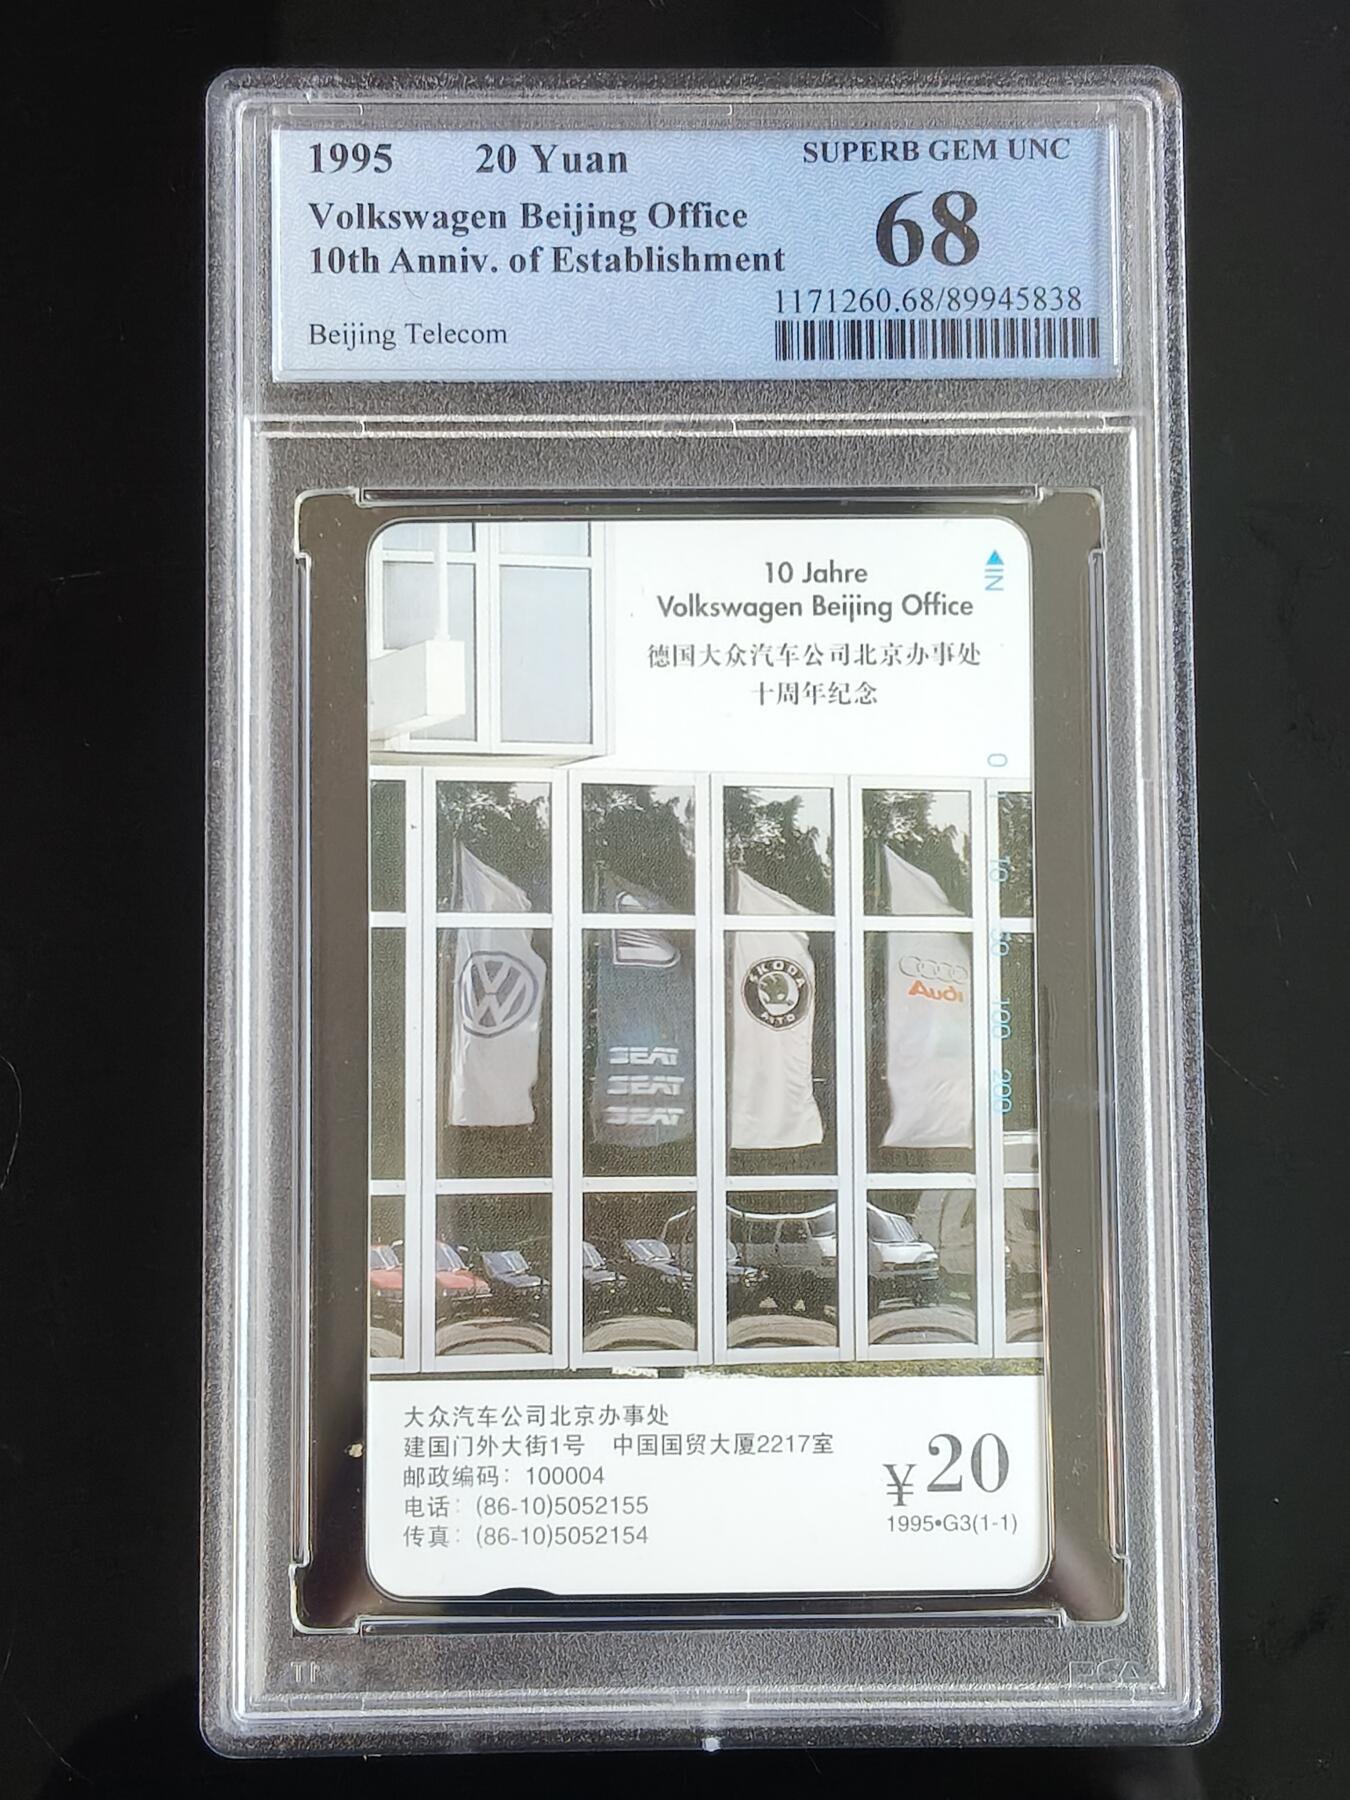 1995 20 Yuan
SUPERB GEM UNC
Volkswagen Beijing Office
10th Anniv. of Establishment
68
1171260.68/89945838
Beijing Telecom
10 Jahre
Volkswagen Beijing Office
德国大众汽车公司北京办事处
十周年纪念
IN
0
10
50
100
200
SKODA
AUTO
Audi
SEAT
SEAT
SEAT
大众汽车公司北京办事处
建国门外大街1号 中国国贸大厦2217室
邮政编码: 100004
电话: (86-10)5052155
传真: (86-10)5052154
¥20
1995•G3(1-1)